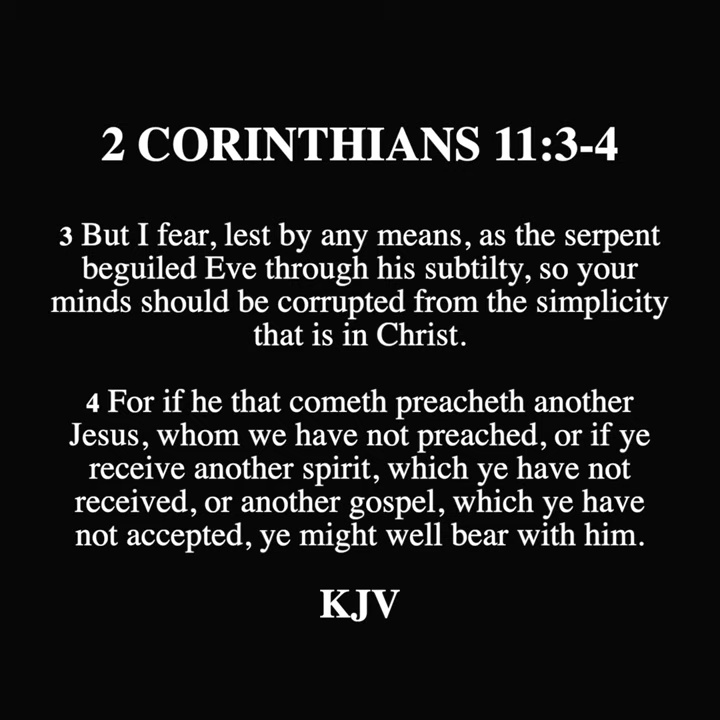 2 CORINTHIANS 11:3-4
3 But I fear, lest by any means, as the serpent
beguiled Eve through his subtilty, so your
minds should be corrupted from the simplicity
that is in Christ.
4 For if he that cometh preacheth another
Jesus, whom we have not preached, or if ye
receive another spirit, which ye have not
received, or another gospel, which ye have
not accepted, ye might well bear with him.
KJV